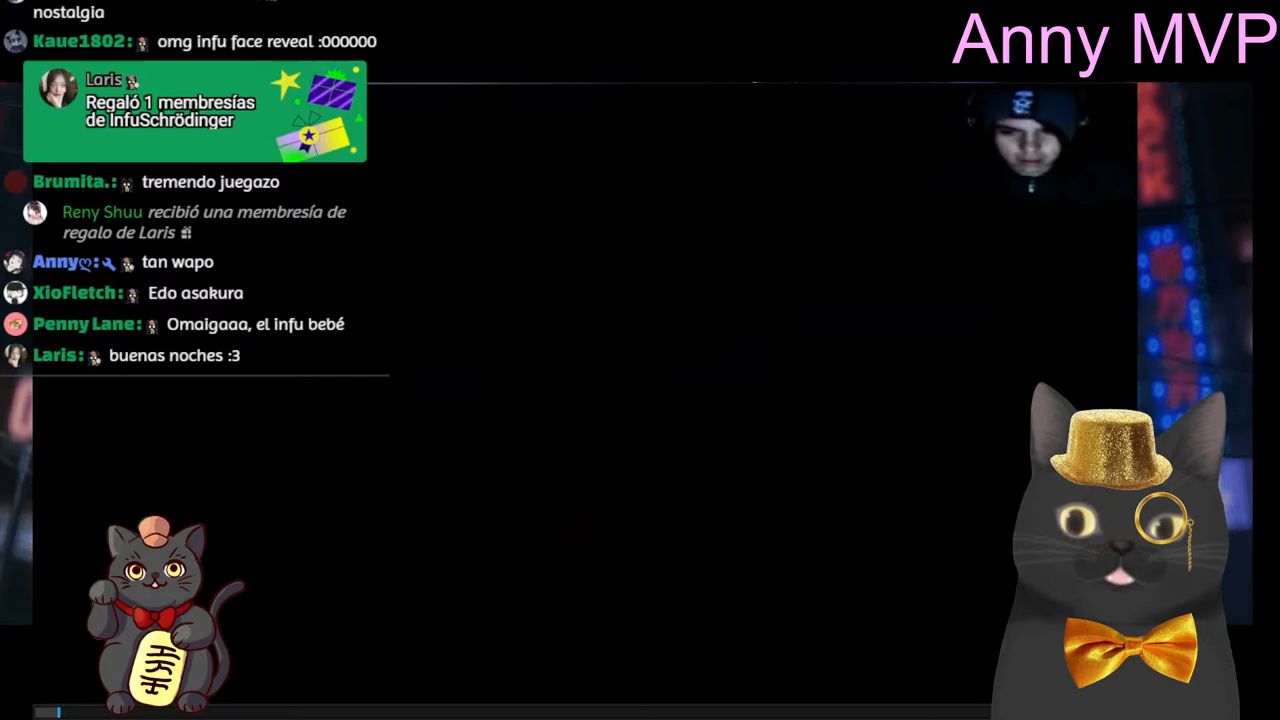 nostalgia
Anny MVP
Kaue1802: omg infu face reveal :000000
Laris
Regaló 1 membresías
de InfuSchrödinger
Brumita.: tremendo juegazo
Reny Shuu recibió una membresía de
regalo de Laris
Annyღ: tan wapo
XioFletch: Edo asakura
Penny Lane: Omaigaaa, el infu bebé
Laris: buenas noches :3